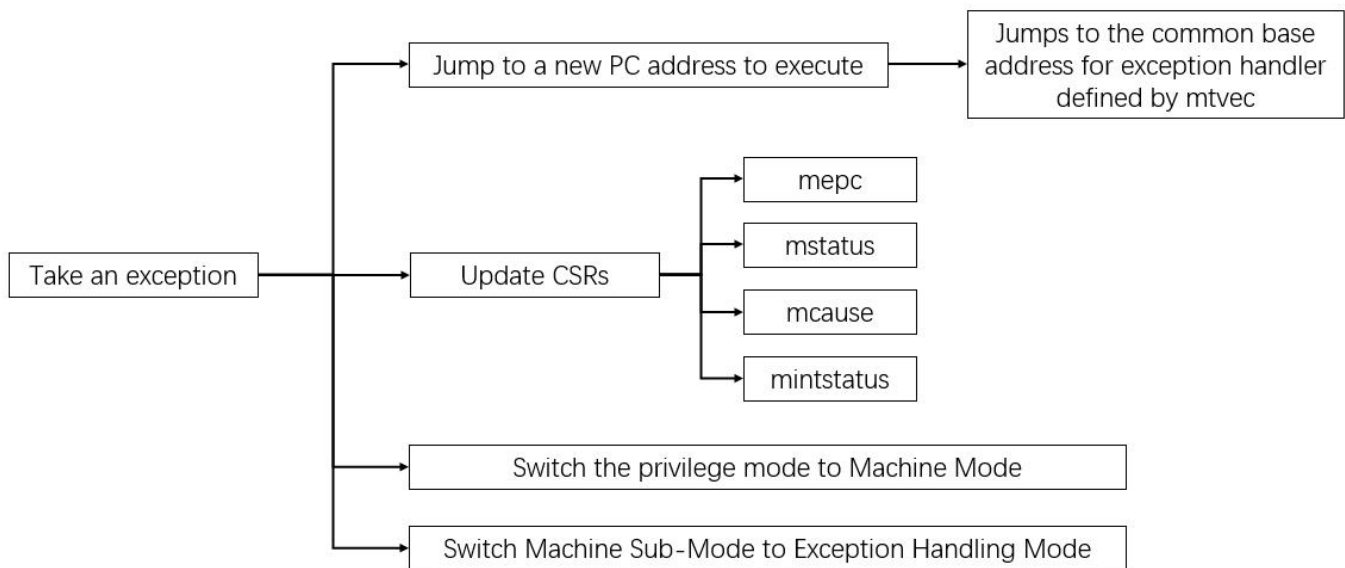 Jump to a new PC address to execute
Jumps to the common base
address for exception handler
defined by mtvec
Take an exception
Update CSRs
mepc
mstatus
mcause
mintstatus
Switch the privilege mode to Machine Mode
Switch Machine Sub-Mode to Exception Handling Mode